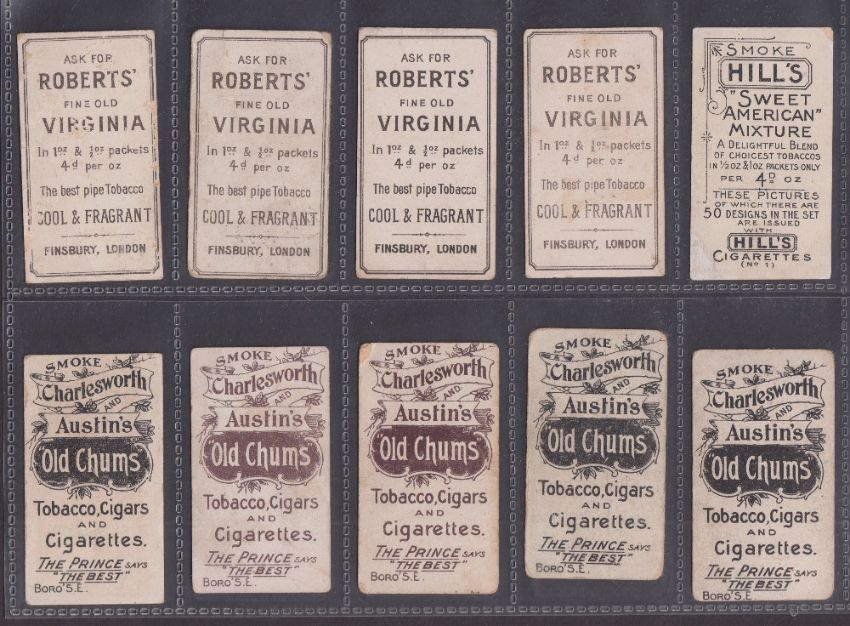 ASK FOR
ROBERTS'
FINE OLD
VIRGINIA
In 1oz & ½oz packets
4d per oz
The best pipe Tobacco
COOL & FRAGRANT
FINSBURY, LONDON
ASK FOR
ROBERTS'
FINE OLD
VIRGINIA
In 1oz & ½oz packets
4d per oz
The best pipe Tobacco
COOL & FRAGRANT
FINSBURY, LONDON
ASK FOR
ROBERTS'
FINE OLD
VIRGINIA
In 1oz & ½oz packets
4d per oz
The best pipe Tobacco
COOL & FRAGRANT
FINSBURY, LONDON
ASK FOR
ROBERTS'
FINE OLD
VIRGINIA
In 1oz & ½oz packets
4d per oz
The best pipe Tobacco
COOL & FRAGRANT
FINSBURY, LONDON
SMOKE
HILL'S
"SWEET
AMERICAN"
MIXTURE
A DELIGHTFUL BLEND
OF CHOICEST TOBACCOS
IN ½ OZ & 1 OZ PACKETS ONLY
PER 4D OZ
THESE PICTURES
OF WHICH THERE ARE
50 DESIGNS IN THE SET
ARE ISSUED
WITH
HILL'S
CIGARETTES
(No 1)
SMOKE
Charlesworth
AND
Austin's
"Old Chums"
Tobacco, Cigars
AND
Cigarettes.
THE PRINCE SAYS
"THE BEST"
BORO' S.E.
SMOKE
Charlesworth
AND
Austin's
"Old Chums"
Tobacco, Cigars
AND
Cigarettes.
THE PRINCE SAYS
"THE BEST"
BORO' S.E.
SMOKE
Charlesworth
AND
Austin's
"Old Chums"
Tobacco, Cigars
AND
Cigarettes.
THE PRINCE SAYS
"THE BEST"
BORO' S.E.
SMOKE
Charlesworth
AND
Austin's
"Old Chums"
Tobacco, Cigars
AND
Cigarettes.
THE PRINCE SAYS
"THE BEST"
BORO' S.E.
SMOKE
Charlesworth
AND
Austin's
"Old Chums"
Tobacco, Cigars
AND
Cigarettes.
THE PRINCE SAYS
"THE BEST"
BORO' S.E.